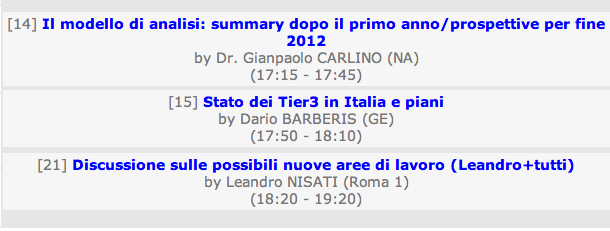 [14] Il modello di analisi: summary dopo il primo anno/prospettive per fine
2012
by Dr. Gianpaolo CARLINO (NA)
(17:15 - 17:45)
[15] Stato dei Tier3 in Italia e piani
by Dario BARBERIS (GE)
(17:50 - 18:10)
[21] Discussione sulle possibili nuove aree di lavoro (Leandro+tutti)
by Leandro NISATI (Roma 1)
(18:20 - 19:20)